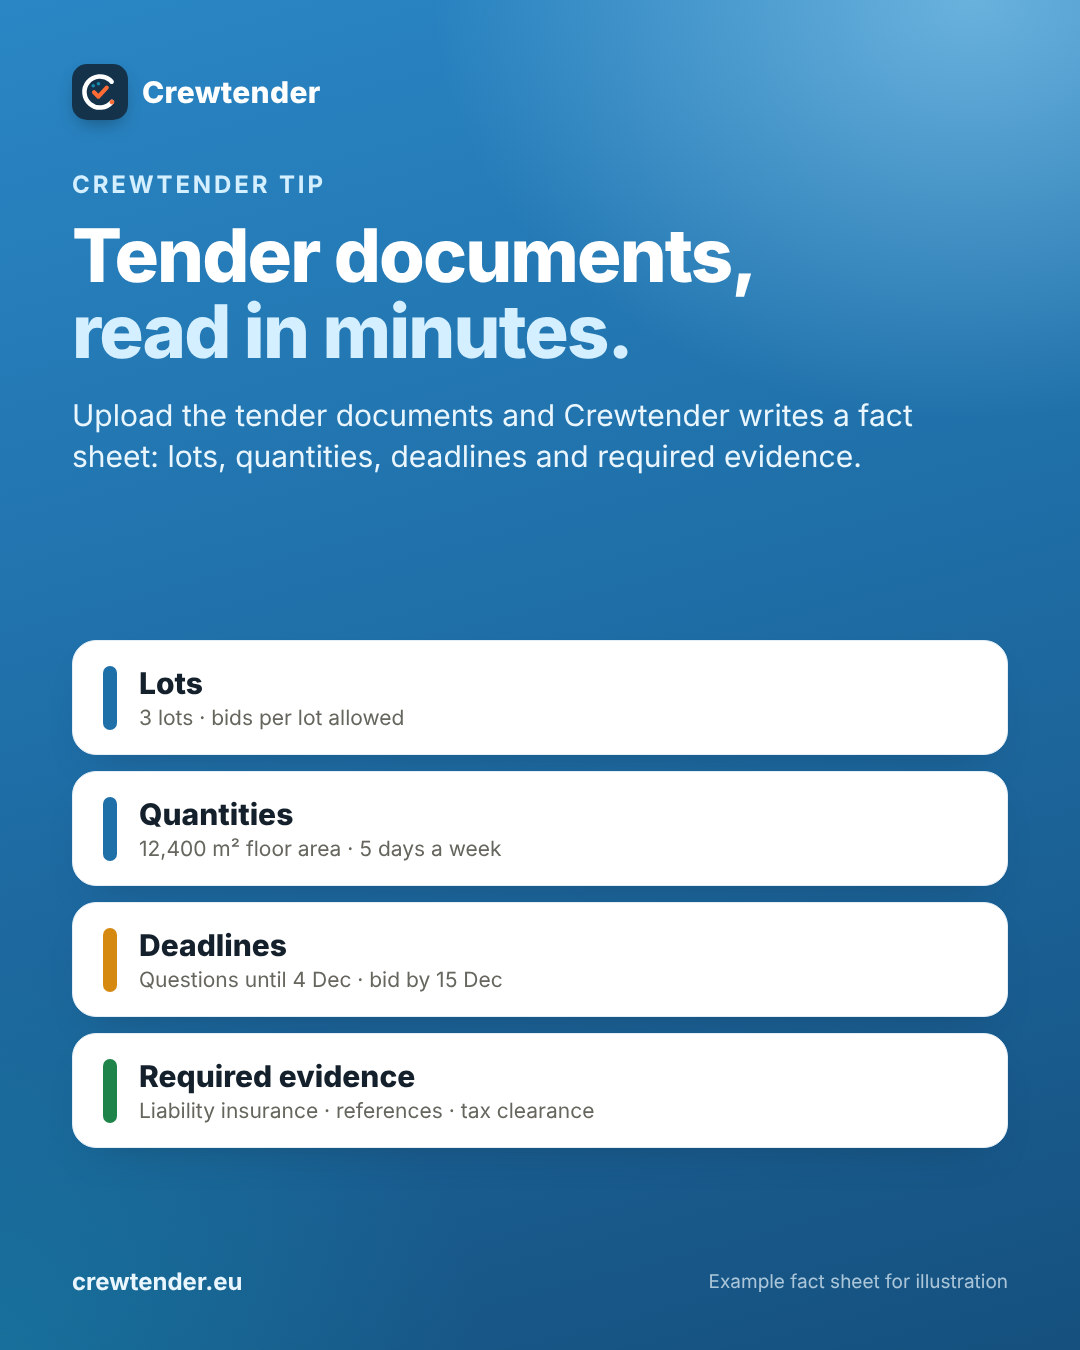 Crewtender
CREWTENDER TIP
Tender documents,
read in minutes.
Upload the tender documents and Crewtender writes a fact
sheet: lots, quantities, deadlines and required evidence.
Lots
3 lots · bids per lot allowed
Quantities
12,400 m² floor area · 5 days a week
Deadlines
Questions until 4 Dec · bid by 15 Dec
Required evidence
Liability insurance · references · tax clearance
crewtender.eu
Example fact sheet for illustration